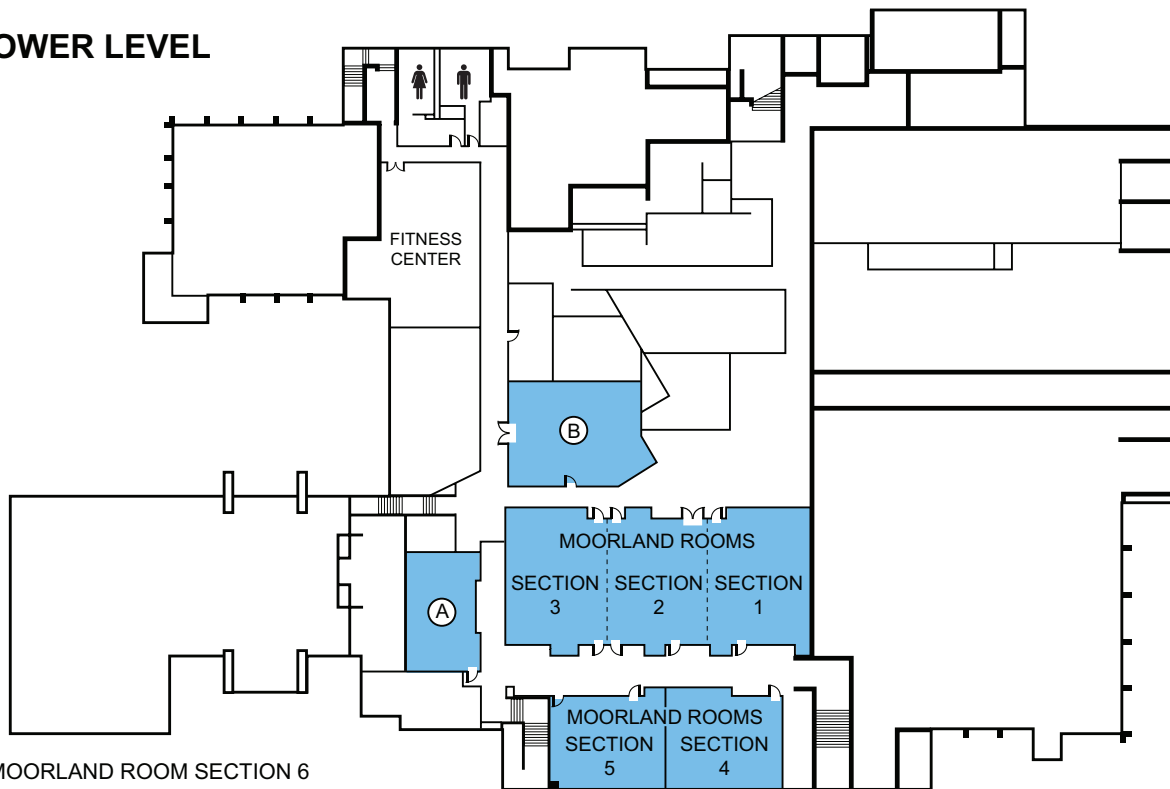 OWER LEVEL
FITNESS
CENTER
B
MOORLAND ROOMS
SECTION
3
SECTION
2
SECTION
1
A
MOORLAND ROOMS
SECTION
5
SECTION
4
MOORLAND ROOM SECTION 6